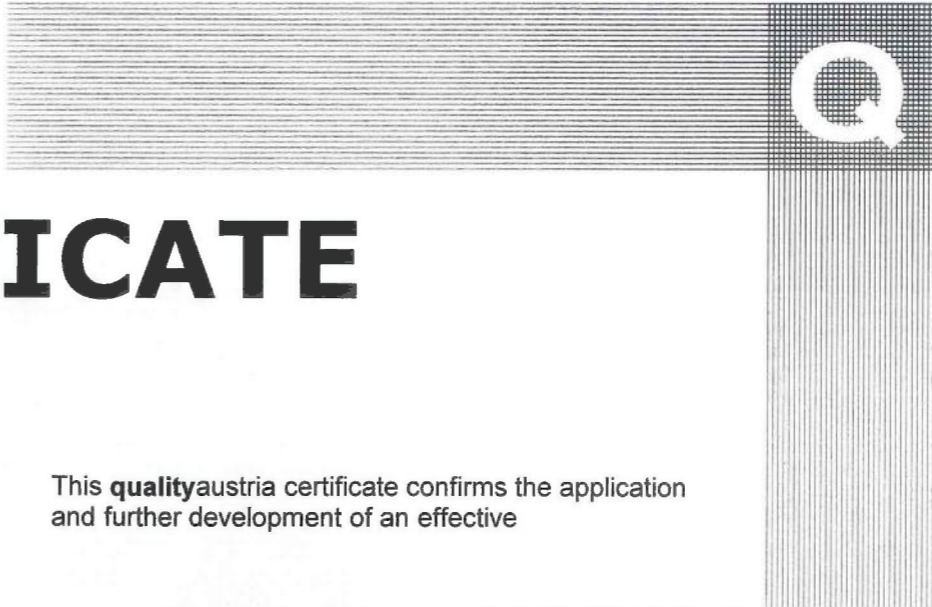 Q
ICATE
This qualityaustria certificate confirms the application
and further development of an effective